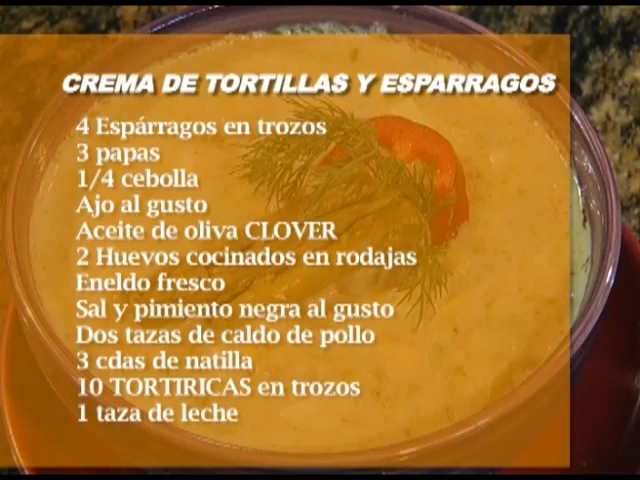 CREMA DE TORTILLAS Y ESPARRAGOS
4 Espárragos en trozos
3 papas
1/4 cebolla
Ajo al gusto
Aceite de oliva CLOVER
2 Huevos cocinados en rodajas
Eneldo fresco
Sal y pimiento negra al gusto
Dos tazas de caldo de pollo
3 cdas de natilla
10 TORTIRICAS en trozos
1 taza de leche